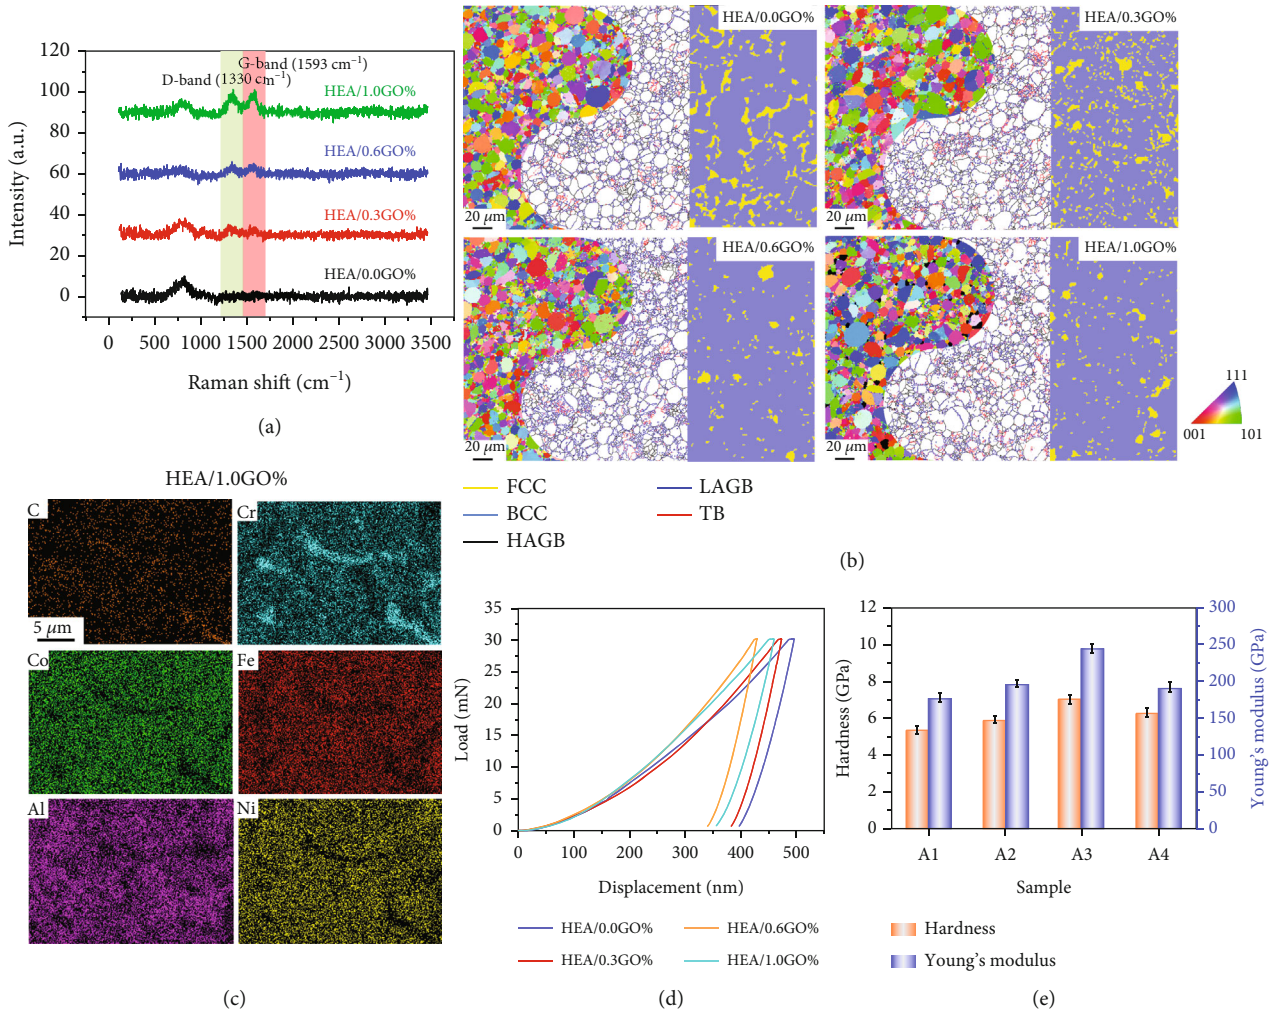 120
100
80
60
40
20
0
Intensity (a.u.)
G-band (1593 cm⁻¹)
D-band (1330 cm⁻¹)
HEA/1.0GO%
HEA/0.6GO%
HEA/0.3GO%
HEA/0.0GO%
0 500 1000 1500 2000 2500 3000 3500
Raman shift (cm⁻¹)
(a)
HEA/0.0GO%
20 μm
HEA/0.3GO%
20 μm
HEA/0.6GO%
20 μm
HEA/1.0GO%
20 μm
111
001 101
FCC
BCC
HAGB
LAGB
TB
(b)
HEA/1.0GO%
C
5 μm
Cr
Co
Fe
Al
Ni
(c)
35
30
25
20
15
10
5
0
Load (mN)
0 100 200 300 400 500
Displacement (nm)
HEA/0.0GO%
HEA/0.3GO%
HEA/0.6GO%
HEA/1.0GO%
(d)
12
10
8
6
4
2
0
Hardness (GPa)
300
250
200
150
100
50
0
Young's modulus (GPa)
A1 A2 A3 A4
Sample
Hardness
Young's modulus
(e)